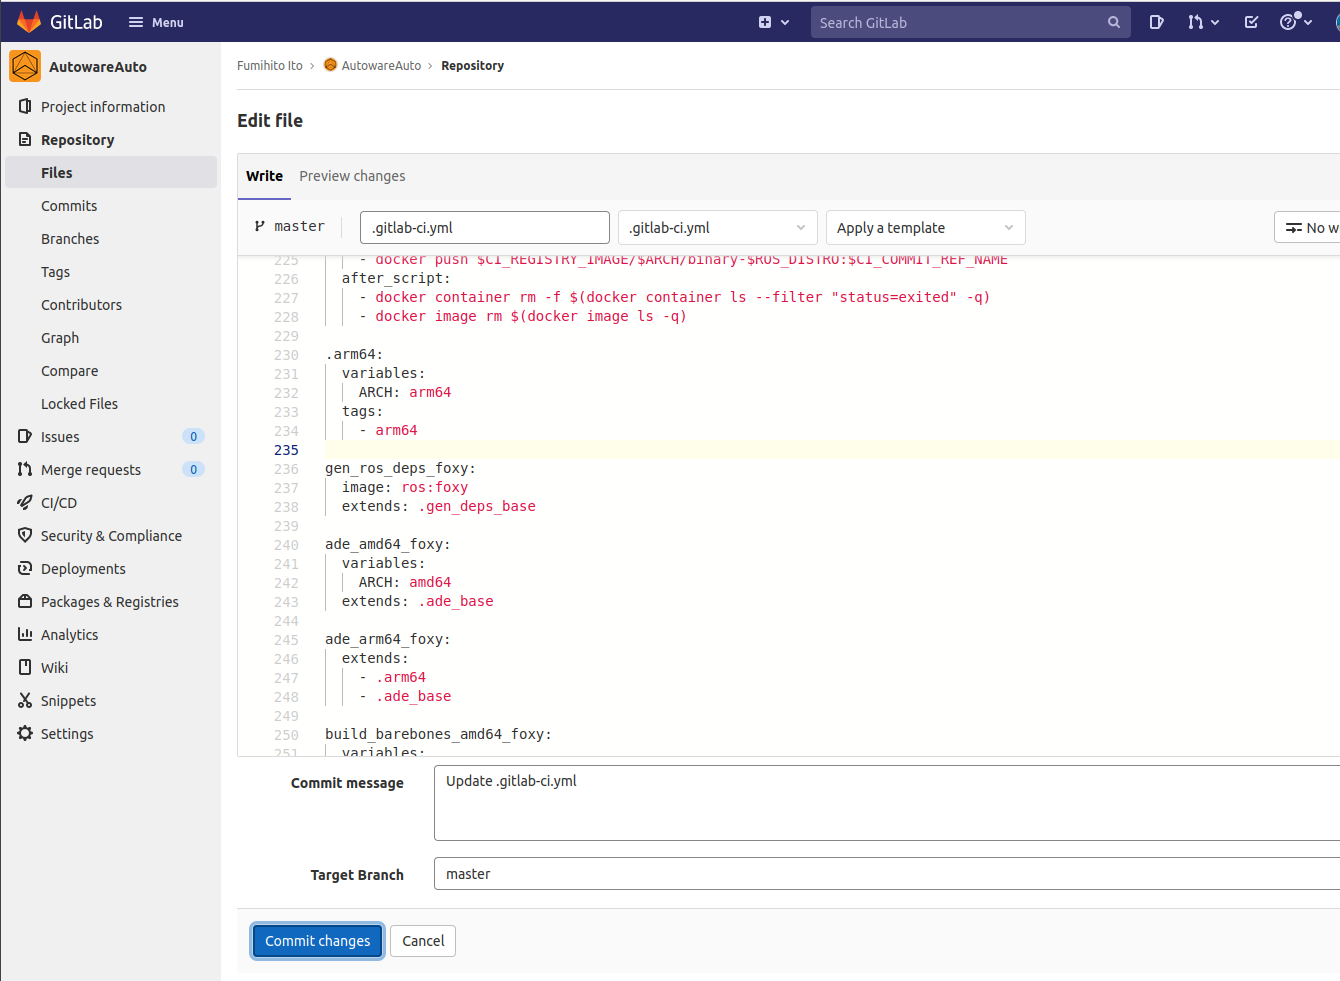 GitLab
Menu
Search GitLab
AutowareAuto
Project information
Repository
Files
Commits
Branches
Tags
Contributors
Graph
Compare
Locked Files
Issues 0
Merge requests 0
CI/CD
Security & Compliance
Deployments
Packages & Registries
Analytics
Wiki
Snippets
Settings
Fumihito Ito › AutowareAuto › Repository
Edit file
Write Preview changes
master .gitlab-ci.yml .gitlab-ci.yml Apply a template No w
225 - docker push $CI_REGISTRY_IMAGE/$ARCH/binary-$ROS_DISTRO:$CI_COMMIT_REF_NAME
226 after_script:
227 - docker container rm -f $(docker container ls --filter "status=exited" -q)
228 - docker image rm $(docker image ls -q)
229
230 .arm64:
231 variables:
232 ARCH: arm64
233 tags:
234 - arm64
235
236 gen_ros_deps_foxy:
237 image: ros:foxy
238 extends: .gen_deps_base
239
240 ade_amd64_foxy:
241 variables:
242 ARCH: amd64
243 extends: .ade_base
244
245 ade_arm64_foxy:
246 extends:
247 - .arm64
248 - .ade_base
249
250 build_barebones_amd64_foxy:
251 variables:
Commit message
Update .gitlab-ci.yml
Target Branch
master
Commit changes Cancel